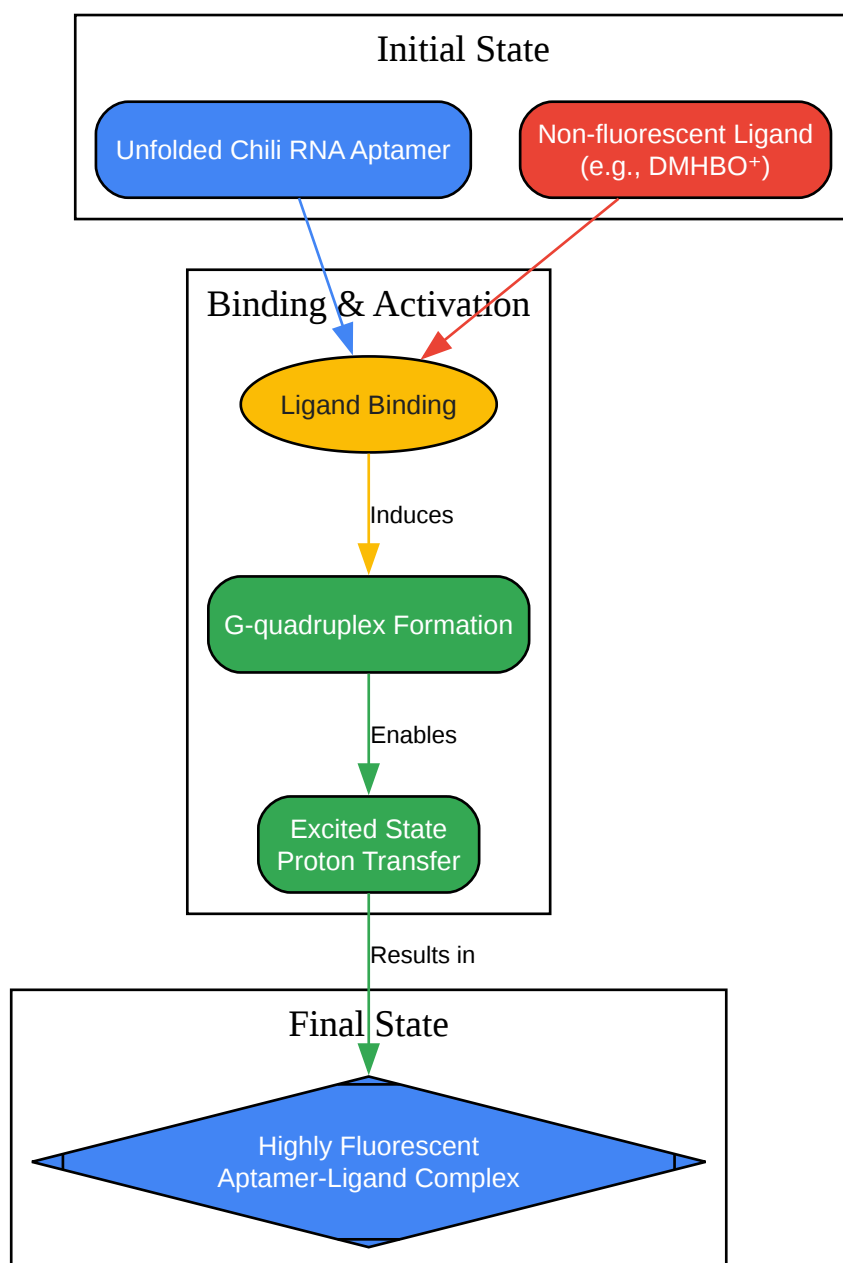 Initial State
Unfolded Chili RNA Aptamer
Non-fluorescent Ligand
(e.g., DMHBO⁺)
Binding & Activation
Ligand Binding
Induces
G-quadruplex Formation
Enables
Excited State
Proton Transfer
Results in
Final State
Highly Fluorescent
Aptamer-Ligand Complex